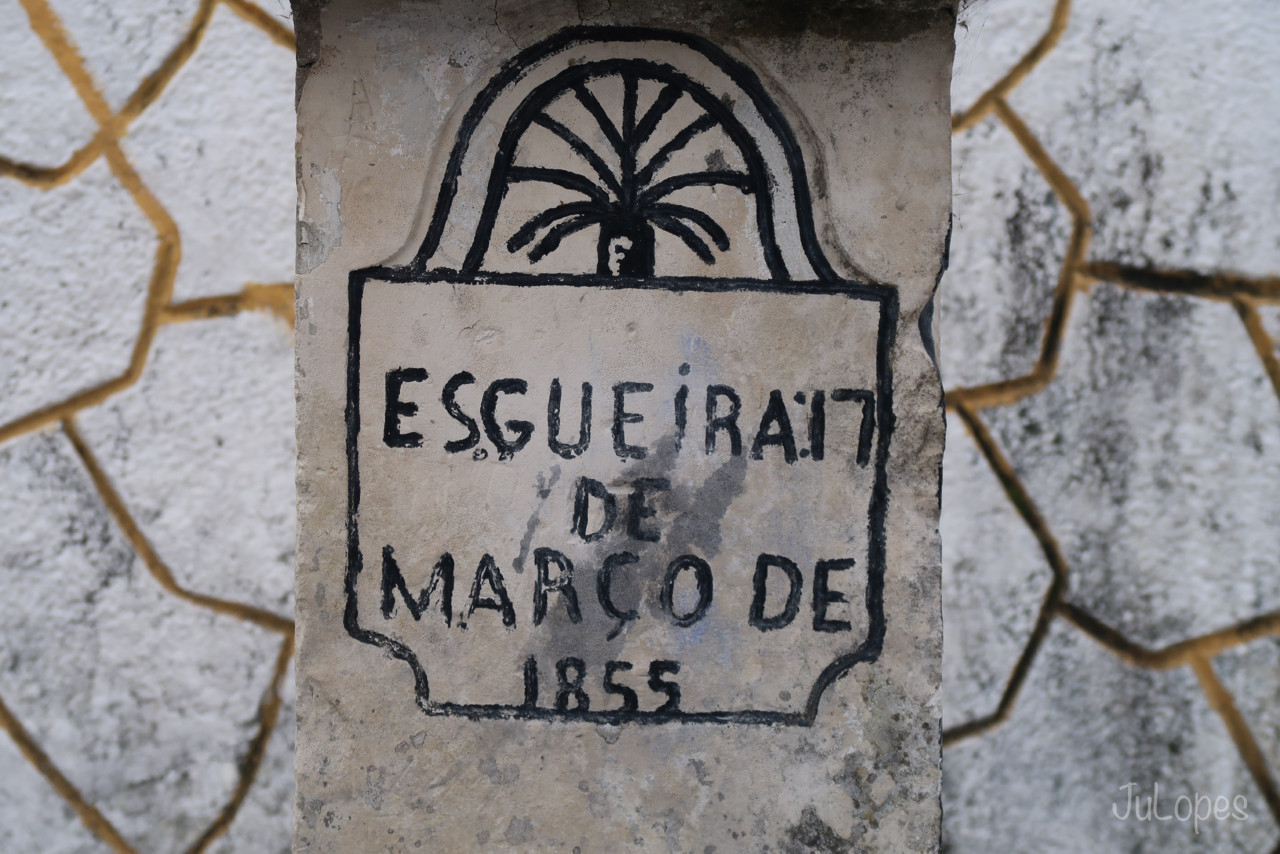 ESGUEiRA:17
DE
MARÇO DE
1855
JuLopes